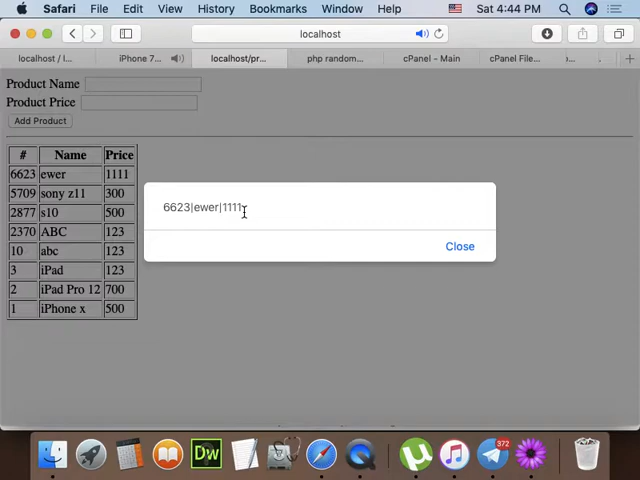 Safari File Edit View History Bookmarks Window Help Sat 4:44 PM
localhost
localhost / l... iPhone 7... localhost/pr... php random... cPanel – Main cPanel File...
Product Name
Product Price
Add Product
# Name Price
6623 ewer 1111
5709 sony z11 300
2877 s10 500
2370 ABC 123
10 abc 123
3 iPad 123
2 iPad Pro 12 700
1 iPhone x 500
6623|ewer|1111
Close
Dw 372